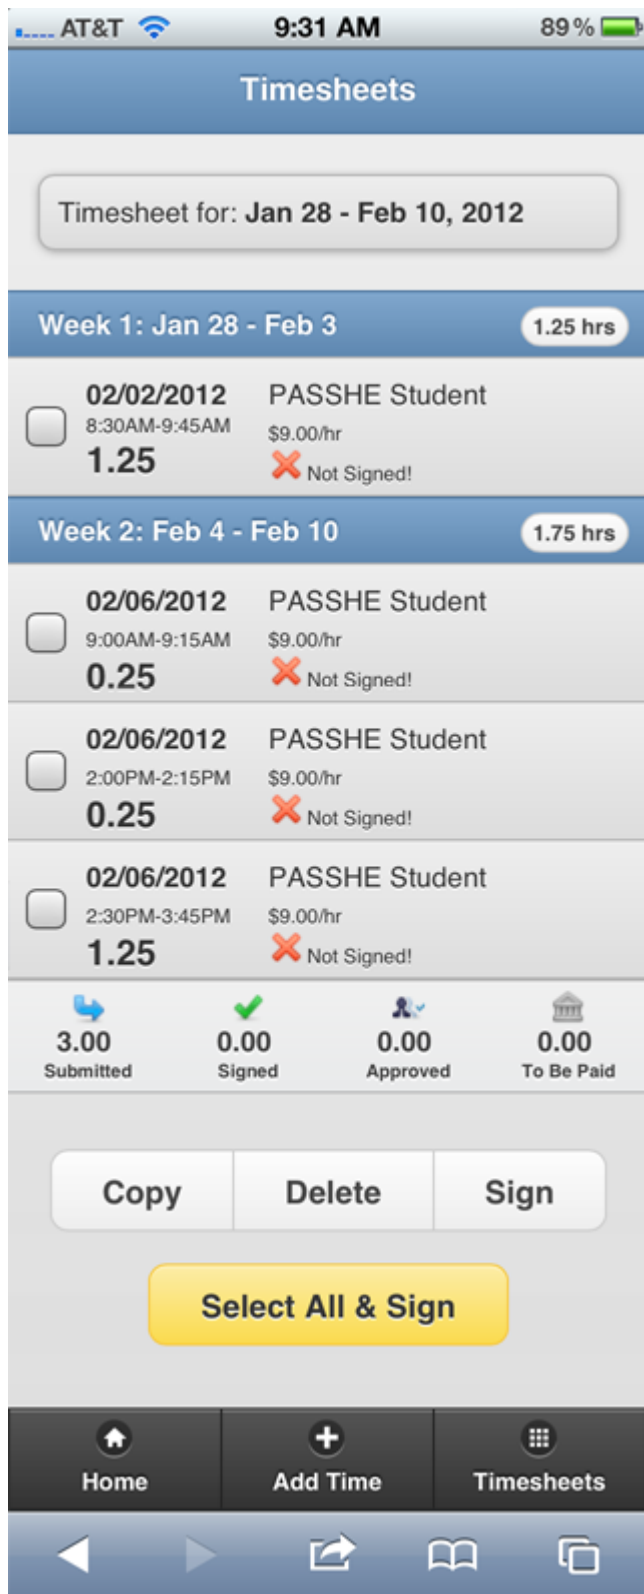 AT&T 9:31 AM 89%
Timesheets
Timesheet for: Jan 28 - Feb 10, 2012
Week 1: Jan 28 - Feb 3 1.25 hrs
02/02/2012 PASSHE Student
8:30AM-9:45AM $9.00/hr
1.25 Not Signed!
Week 2: Feb 4 - Feb 10 1.75 hrs
02/06/2012 PASSHE Student
9:00AM-9:15AM $9.00/hr
0.25 Not Signed!
02/06/2012 PASSHE Student
2:00PM-2:15PM $9.00/hr
0.25 Not Signed!
02/06/2012 PASSHE Student
2:30PM-3:45PM $9.00/hr
1.25 Not Signed!
3.00 0.00 0.00 0.00
Submitted Signed Approved To Be Paid
Copy Delete Sign
Select All & Sign
Home Add Time Timesheets